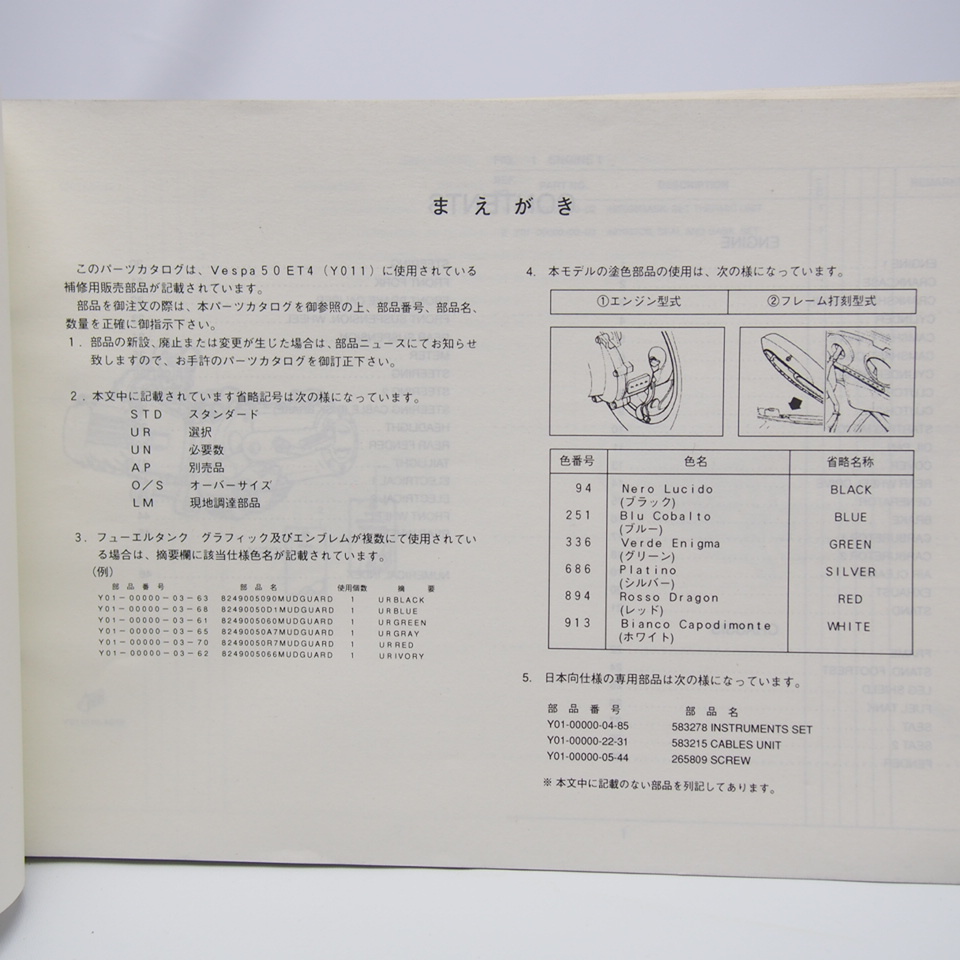 まえがき
このパーツカタログは、Vespa50ET4（Y011）に使用されている
補修用販売部品が記載されています。
部品を御注文の際は、本パーツカタログを御参照の上、部品番号、部品名、
数量を正確に御指示下さい。
1．部品の新設、廃止または変更が生じた場合は、部品ニュースにてお知らせ
致しますので、お手許のパーツカタログを御訂正下さい。
2．本文中に記載されています省略記号は次の様になっています。
STD スタンダード
UR 選択
UN 必要数
AP 別売品
O/S オーバーサイズ
LM 現地調達部品
3．フューエルタンク グラフィック及びエンブレムが複数にて使用されてい
る場合は、摘要欄に該当仕様色名が記載されています。
（例）
部品番号 部品名 使用個数 摘要
Y01-00000-03-63 8249005090MUDGUARD 1 URBLACK
Y01-00000-03-68 82490050D1MUDGUARD 1 URBLUE
Y01-00000-03-61 8249005060MUDGUARD 1 URGREEN
Y01-00000-03-65 82490050A7MUDGUARD 1 URGRAY
Y01-00000-03-70 82490050R7MUDGUARD 1 URRED
Y01-00000-03-62 8249005066MUDGUARD 1 URIVORY
4．本モデルの塗色部品の使用は、次の様になっています。
①エンジン型式 ②フレーム打刻型式
色番号 色名 省略名称
94 Nero Lucido BLACK
(ブラック)
251 Blu Cobalto BLUE
(ブルー)
336 Verde Enigma GREEN
(グリーン)
686 Platino SILVER
(シルバー)
894 Rosso Dragon RED
(レッド)
913 Bianco Capodimonte WHITE
(ホワイト)
5．日本向仕様の専用部品は次の様になっています。
部品番号 部品名
Y01-00000-04-85 583278 INSTRUMENTS SET
Y01-00000-22-31 583215 CABLES UNIT
Y01-00000-05-44 265809 SCREW
※本文中に記載のない部品を列記してあります。